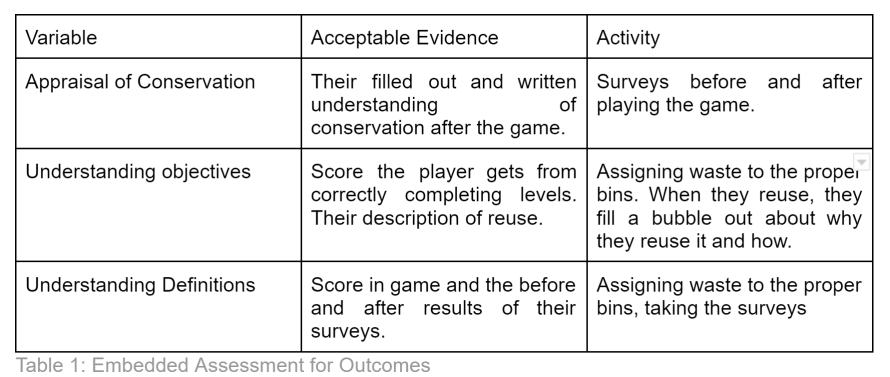 Variable
Acceptable Evidence
Activity
Appraisal of Conservation
Their filled out and written
understanding of
conservation after the game.
Surveys before and after
playing the game.
Understanding objectives
Score the player gets from
correctly completing levels.
Their description of reuse.
Assigning waste to the proper
bins. When they reuse, they
fill a bubble out about why
they reuse it and how.
Understanding Definitions
Score in game and the before
and after results of their
surveys.
Assigning waste to the proper
bins, taking the surveys
Table 1: Embedded Assessment for Outcomes